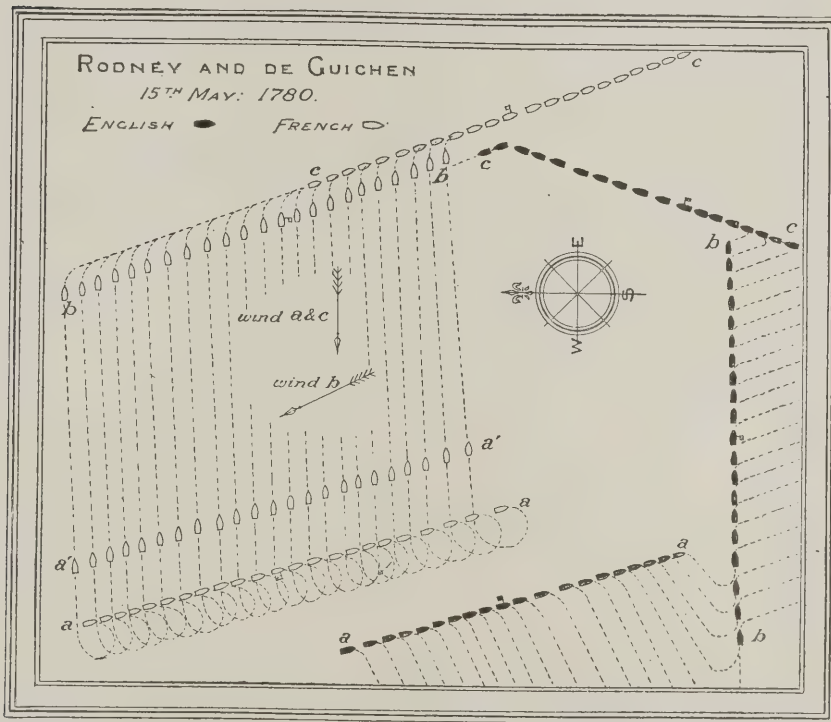 RODNEY AND DE GUICHEN
15TH MAY: 1780.
ENGLISH FRENCH
c
c
b
c
c
b
b
E
S
W
wind a&c
wind b
a'
a
a'
a
a
a
b